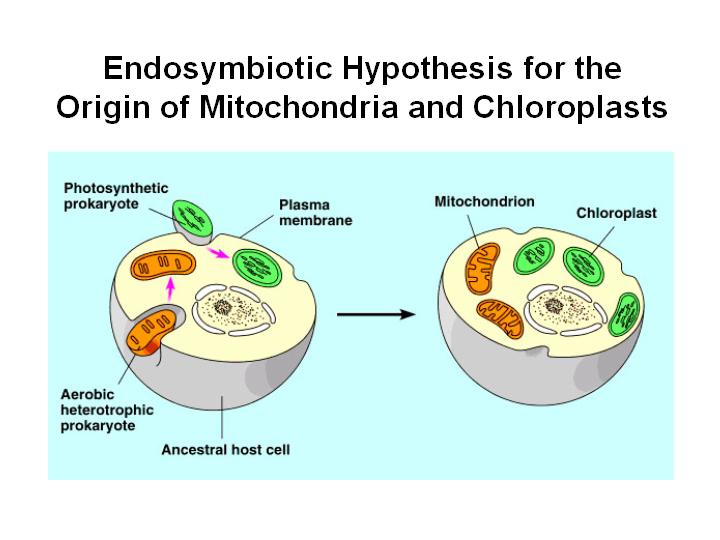 Endosymbiotic Hypothesis for the
Origin of Mitochondria and Chloroplasts
Photosynthetic
prokaryote
Plasma
membrane
Mitochondrion
Chloroplast
Aerobic
heterotrophic
prokaryote
Ancestral host cell